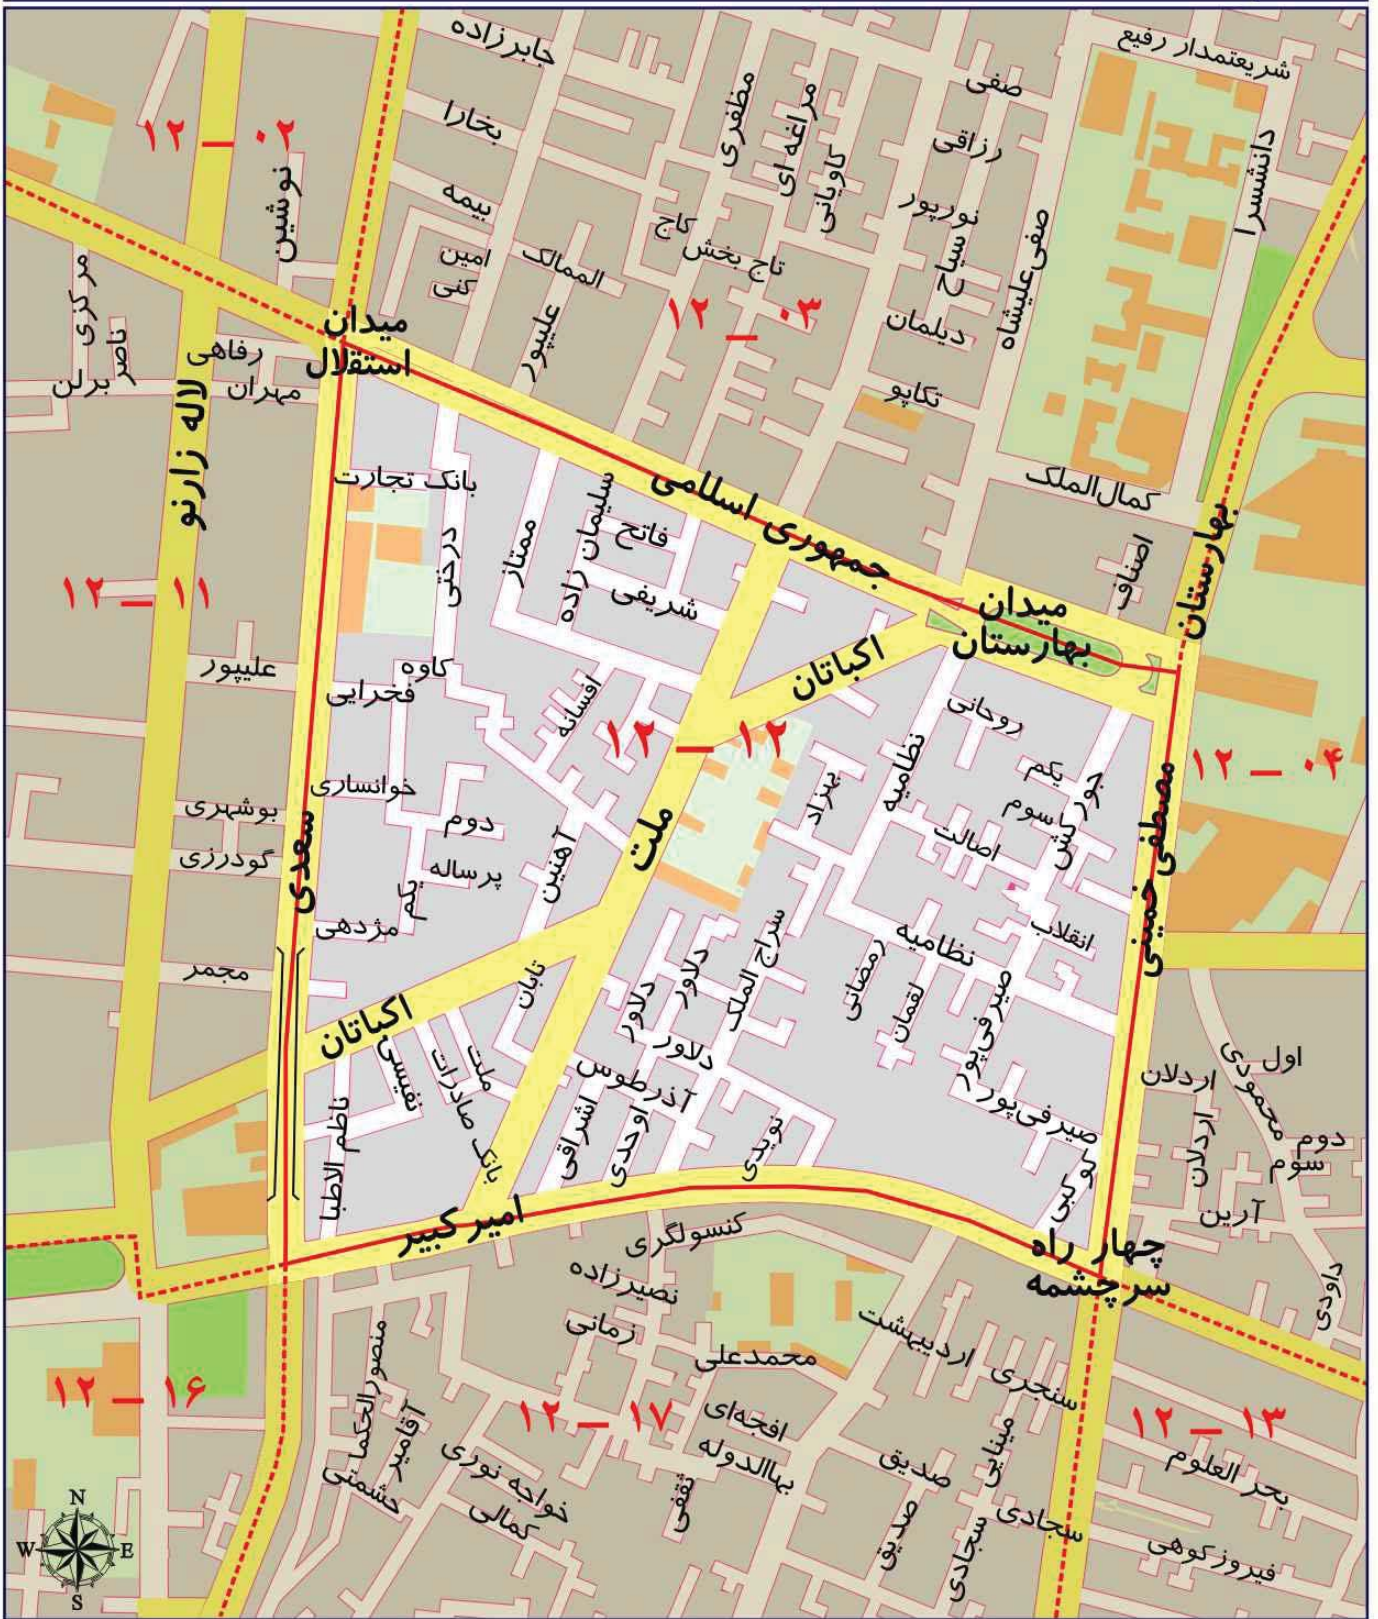 جابرزاده
شریعتمدار رفیع
صفی
مظفری
مراغه ای
بخارا
رزاقی
دانشسرا
۱۲ — ۰۲
نوشین
کاویانی
بیمه
نورپور
سیاح
کاج
تاج بخش
صفی علیشاه
امین
الممالک
کنی
مرکزی
علیپور
۱۲ — ۰۳
دیلمان
میدان
استقلال
ناصر
رفاهی
مهران
برلن
تکاپو
لاله زارنو
بانک تجارت
جمهوری اسلامی
کمال‌الملک
بهارستان
سلیمان زاده
فاتح
ممتاز
درختی
شریفی
اصناف
۱۲ — ۱۱
میدان
بهارستان
علیپور
کاوه
فخرایی
اکباتان
افسانه
روحانی
۱۲ — ۱۲
نظامیه
یکم
سوم
جورکش
۱۲ — ۰۴
خوانساری
بوشهری
بهزاد
دوم
ملت
اصالت
مصطفی خمینی
گودرزی
سعدی
پرساله
یکم
آهنین
مژدهی
سراج الملک
نظامیه
انقلاب
مجمر
تابان
دلاور
دلاور
رمضانی
لقمان
صیرفی‌پور
اکباتان
دلاور
نفیسی
ملت
بانک صادرات
آذرطوس
محمودی
اول
اردلان
اردلان
ناظم الاطبا
اشراقی
اوحدی
نویدی
صیرفی‌پور
دوم
سوم
کوکبی
آرین
امیرکبیر
کنسولگری
چهار راه
سرچشمه
نصیرزاده
داودی
زمانی
اردیبهشت
محمدعلی
منصورالحکما
سنجری
۱۲ — ۱۶
آقامیر
۱۲ — ۱۷
افجه‌ای
بهاالدوله
مینایی
۱۲ — ۱۳
حشمتی
خواجه نوری
صدیق
بحرالعلوم
کمالی
ثقفی
صدیق
سجادی
سجادی
فیروزکوهی
N
W E
S